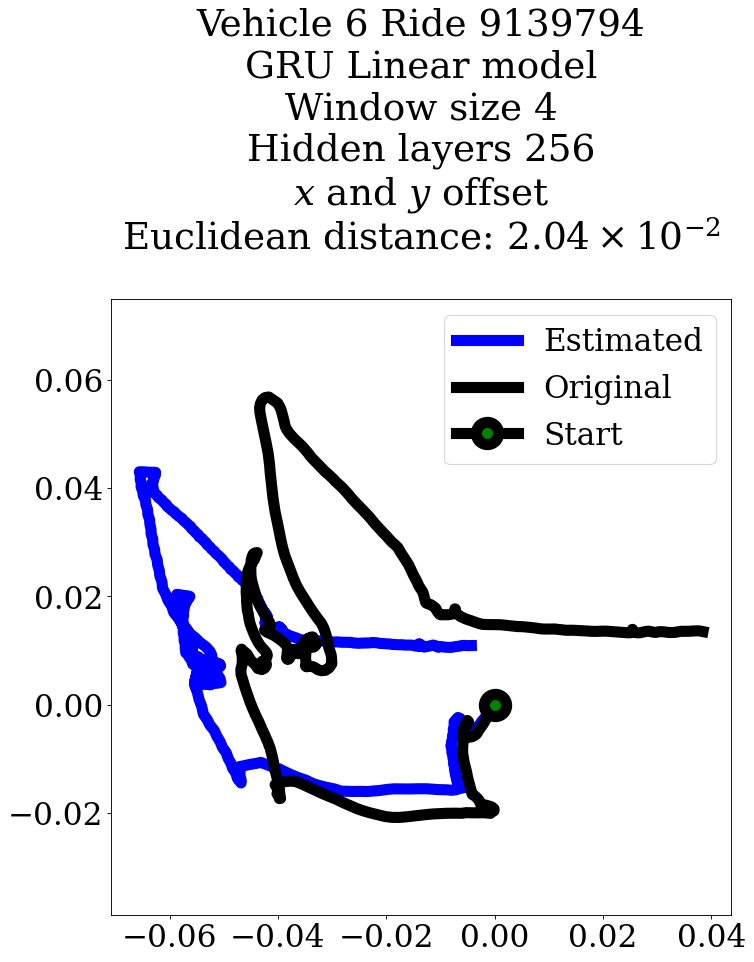 Vehicle 6 Ride 9139794
GRU Linear model
Window size 4
Hidden layers 256
x and y offset
Euclidean distance: 2.04 × 10⁻²
Estimated
Original
Start
0.06
0.04
0.02
0.00
−0.02
−0.06 −0.04 −0.02 0.00 0.02 0.04